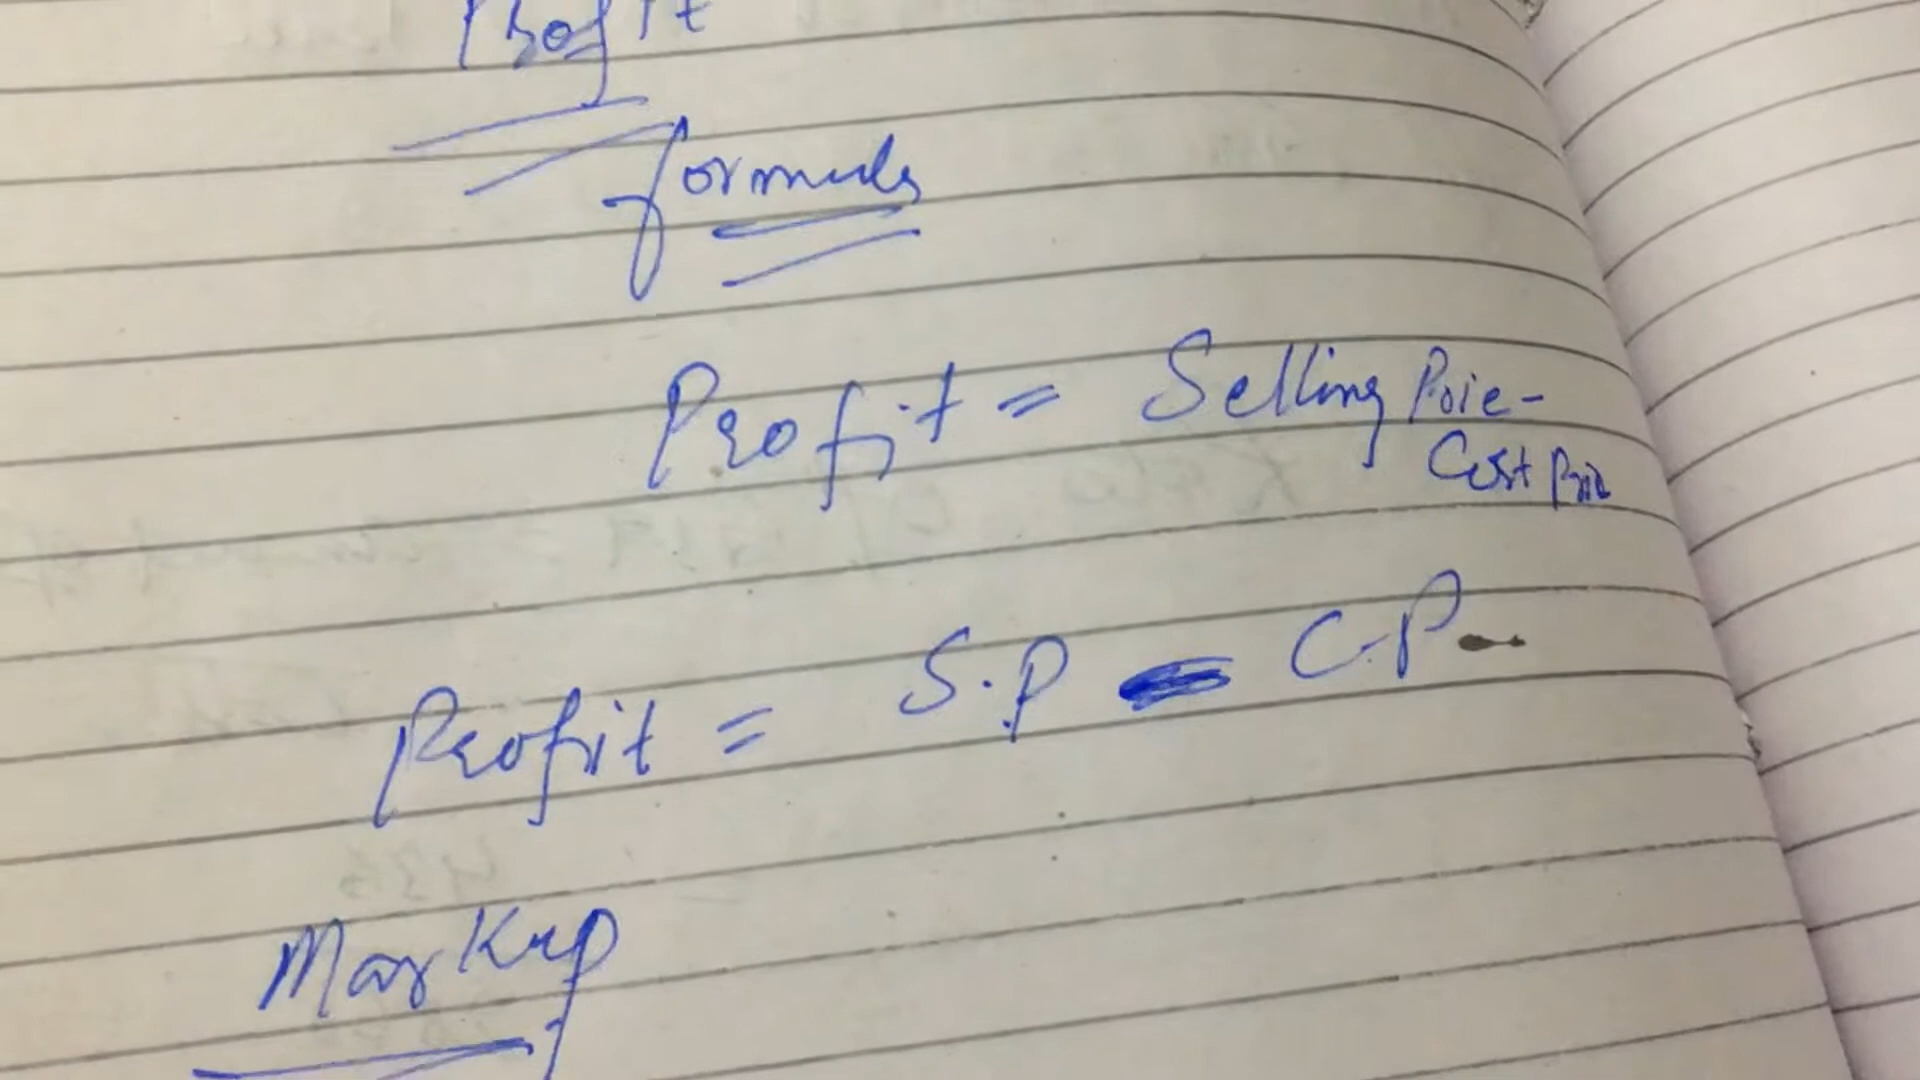 Profit
formula
Profit = Selling Price -
Cost Price
Profit = S.P - C.P
Markup